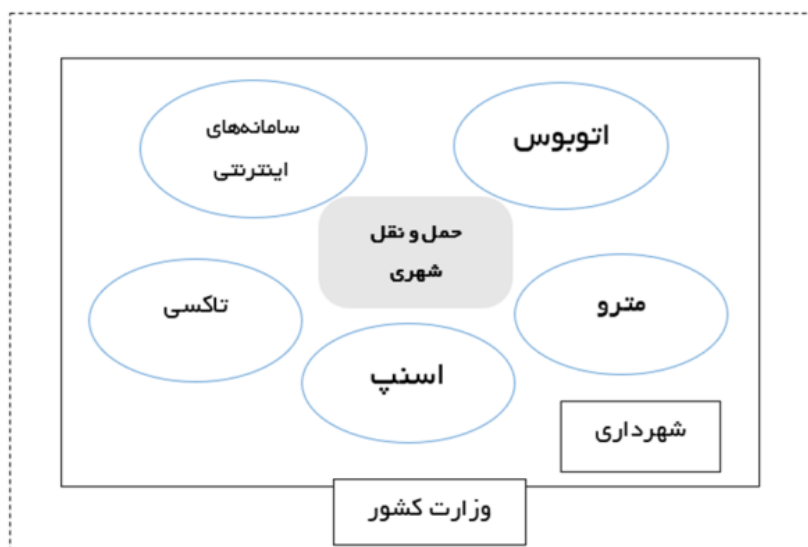 اتوبوس
سامانه‌های
اینترنتی
حمل و نقل
شهری
مترو
تاکسی
اسنپ
شهرداری
وزارت کشور